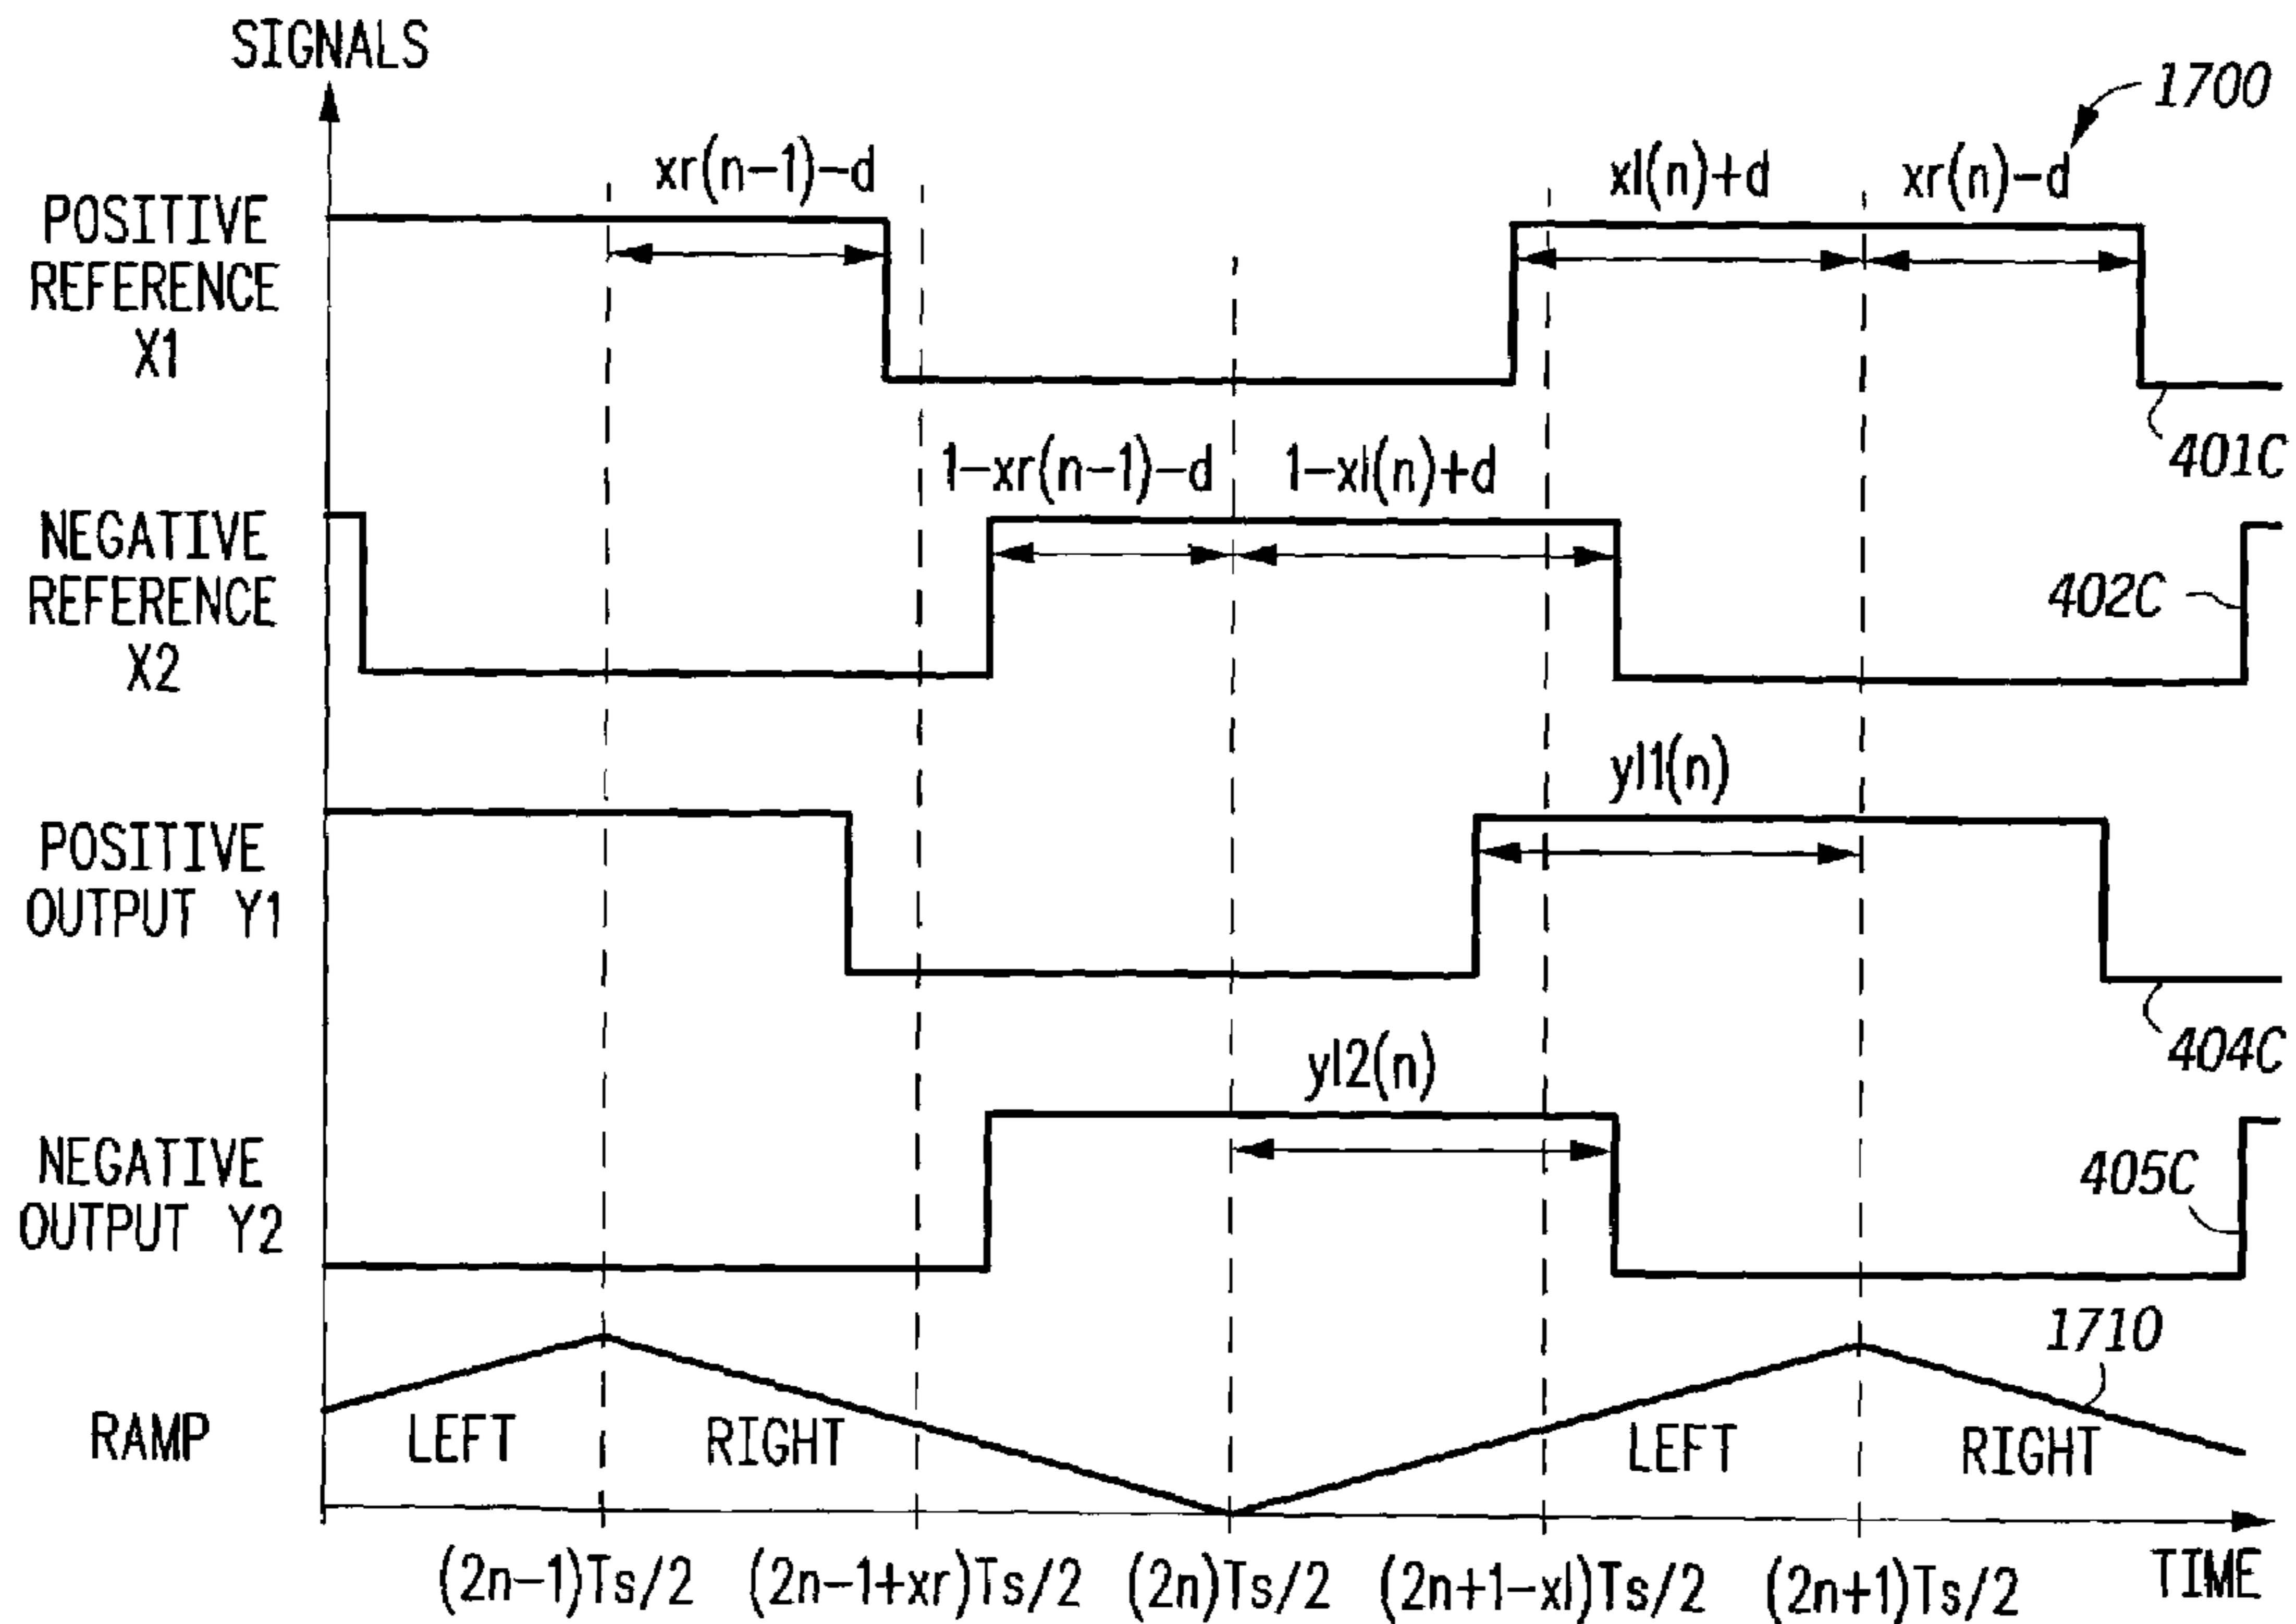 SIGNALS
1700
xr(n−1)−d
xl(n)+d
xr(n)−d
POSITIVE
REFERENCE
X1
401C
1−xr(n−1)−d
1−xl(n)+d
NEGATIVE
REFERENCE
X2
402C
yl1(n)
POSITIVE
OUTPUT Y1
404C
yl2(n)
NEGATIVE
OUTPUT Y2
405C
1710
RAMP
LEFT
RIGHT
LEFT
RIGHT
(2n−1)Ts/2
(2n−1+xr)Ts/2
(2n)Ts/2
(2n+1−xl)Ts/2
(2n+1)Ts/2
TIME